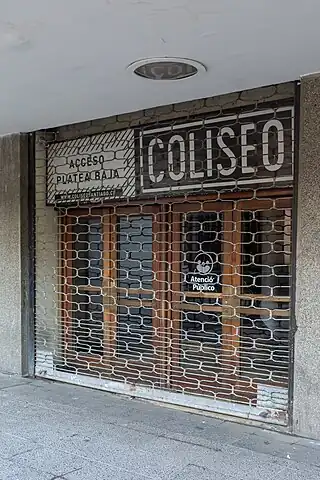 ACCESO
PLATEA BAJA
COLISEO
Atención
Público